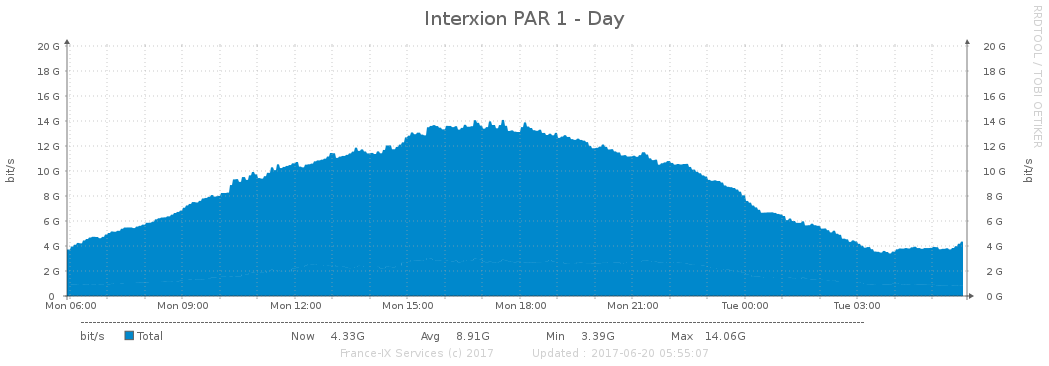 Interxion PAR 1 - Day
RRDTOOL / TOBI OETIKER
20 G 20 G
18 G 18 G
16 G 16 G
14 G 14 G
12 G 12 G
10 G 10 G
8 G 8 G
6 G 6 G
4 G 4 G
2 G 2 G
0 0 G
bit/s
bit/s
Mon 06:00 Mon 09:00 Mon 12:00 Mon 15:00 Mon 18:00 Mon 21:00 Tue 00:00 Tue 03:00
bit/s Total Now 4.33G Avg 8.91G Min 3.39G Max 14.06G
France-IX Services (c) 2017 Updated : 2017-06-20 05:55:07